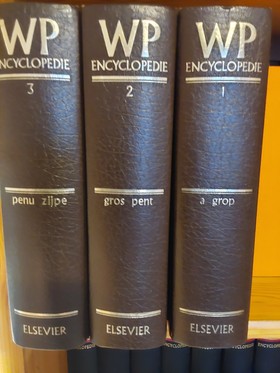 WP
ENCYCLOPEDIE
3
penu zijpe
ELSEVIER
WP
ENCYCLOPEDIE
2
gros pent
ELSEVIER
WP
ENCYCLOPEDIE
1
a grop
ELSEVIER